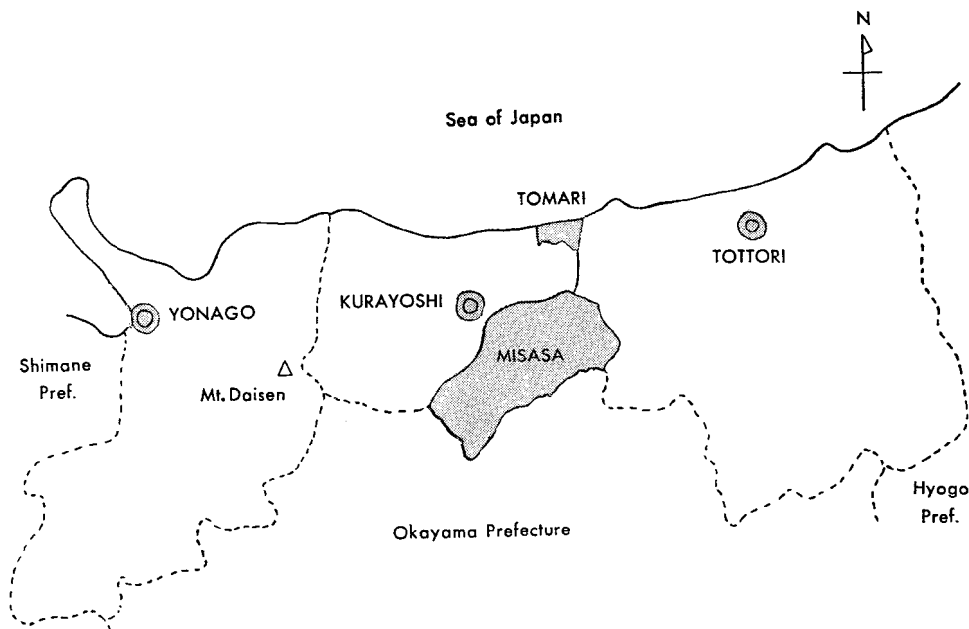 N
Sea of Japan
TOMARI
TOTTORI
KURAYOSHI
YONAGO
MISASA
Shimane
Pref.
Mt. Daisen
Hyogo
Pref.
Okayama Prefecture